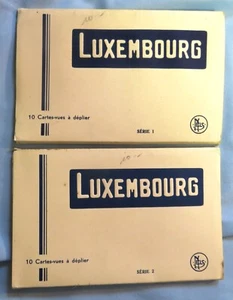 LUXEMBOURG
10 Cartes-vues à déplier
SÉRIE 1
LUXEMBOURG
10 Cartes-vues à déplier
SÉRIE 2